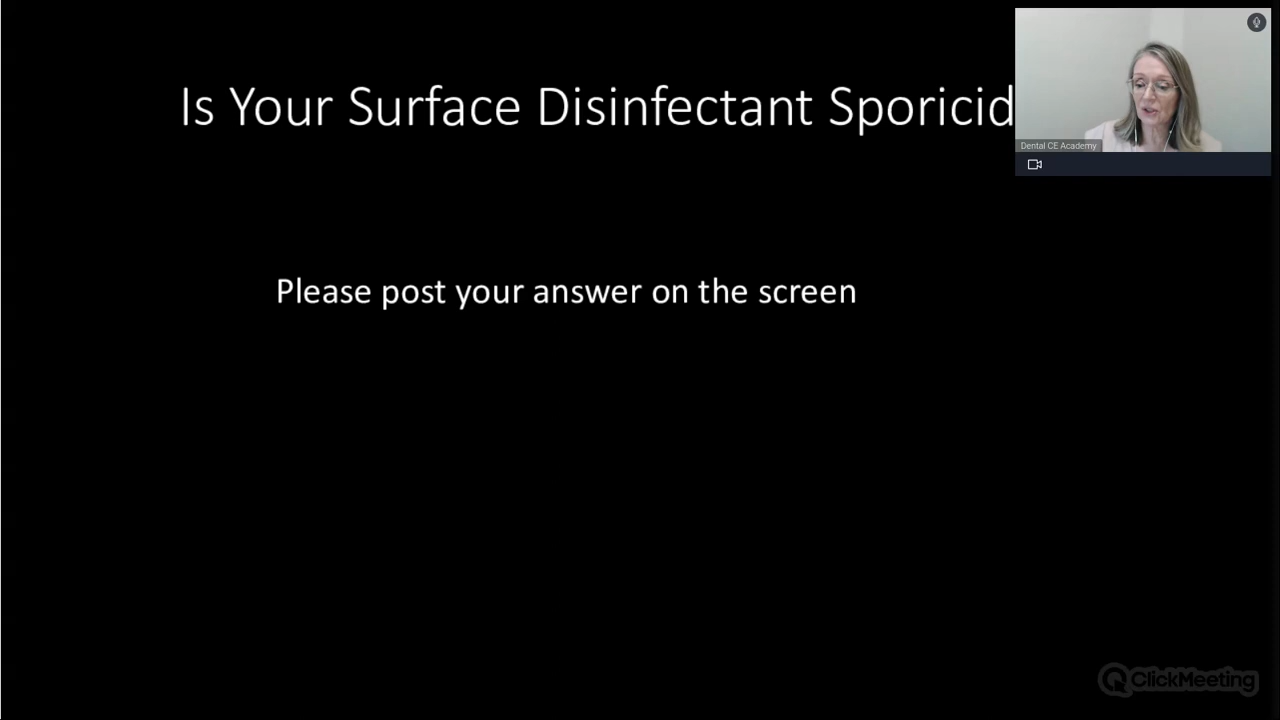 Is Your Surface Disinfectant Sporicid
Dental CE Academy
Please post your answer on the screen
ClickMeeting